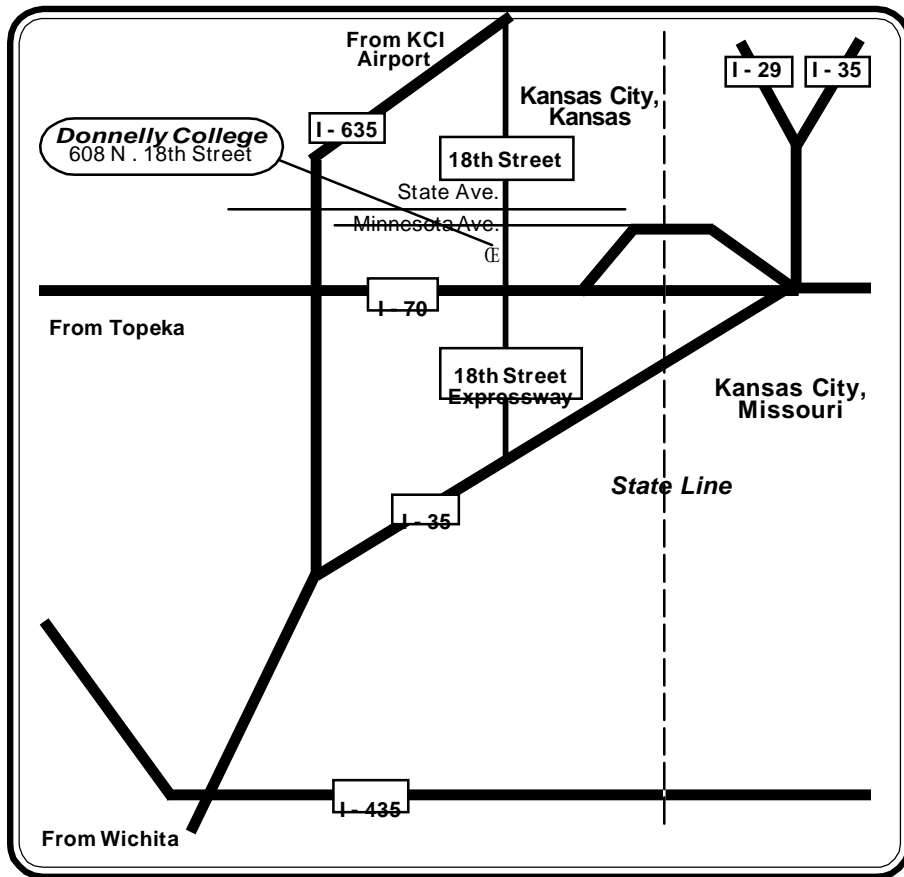 From KCI
Airport
I - 29
I - 35
Kansas City,
Kansas
I - 635
Donnelly College
608 N . 18th Street
18th Street
State Ave.
Minnesota Ave.
Œ
I - 70
From Topeka
18th Street
Expressway
Kansas City,
Missouri
State Line
I - 35
I - 435
From Wichita